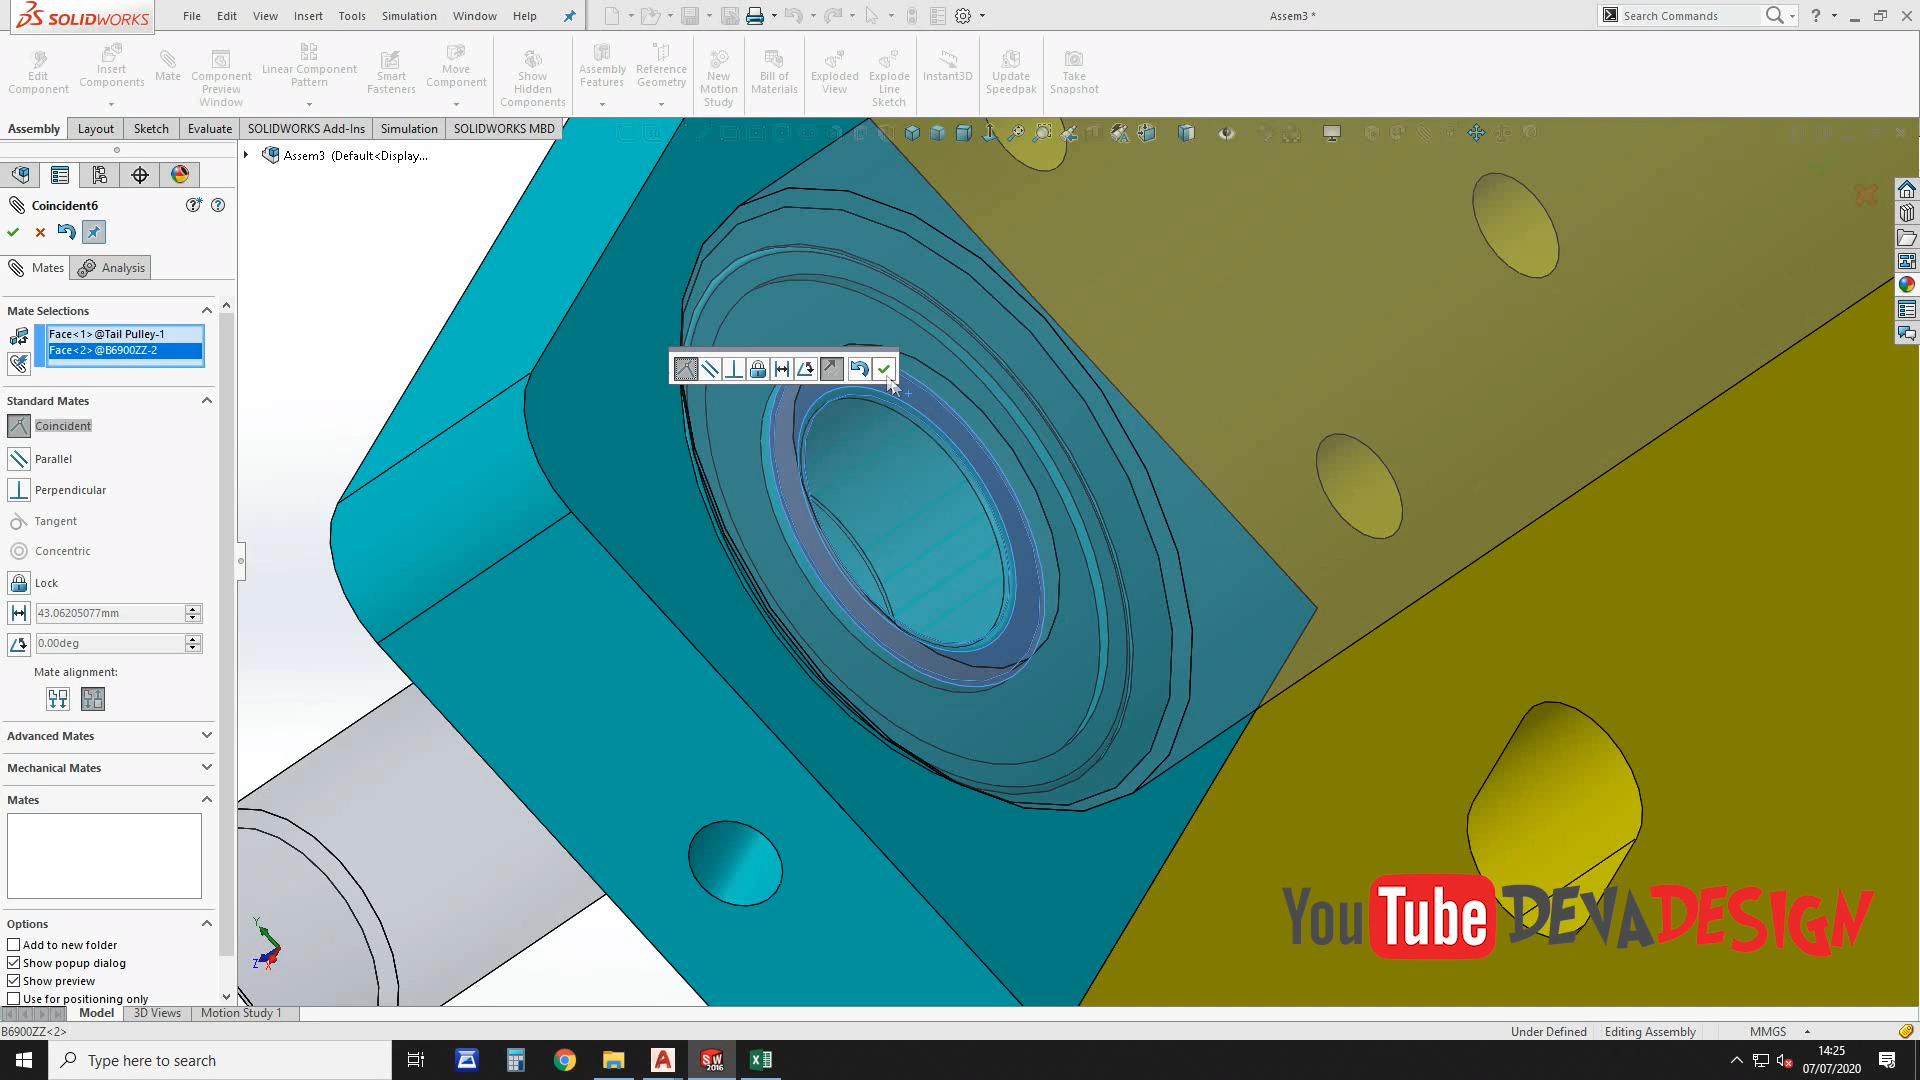 SOLIDWORKS
File Edit View Insert Tools Simulation Window Help
Assem3 *
Search Commands
Edit Component
Insert Components
Mate
Component Preview Window
Linear Component Pattern
Smart Fasteners
Move Component
Show Hidden Components
Assembly Features
Reference Geometry
New Motion Study
Bill of Materials
Exploded View
Explode Line Sketch
Instant3D
Update Speedpak
Take Snapshot
Assembly Layout Sketch Evaluate SOLIDWORKS Add-Ins Simulation SOLIDWORKS MBD
Assem3 (Default<Display...
Coincident6
Mates Analysis
Mate Selections
Face<1>@Tail Pulley-1
Face<2>@B6900ZZ-2
Standard Mates
Coincident
Parallel
Perpendicular
Tangent
Concentric
Lock
43.06205077mm
0.00deg
Mate alignment:
Advanced Mates
Mechanical Mates
Mates
Options
Add to new folder
Show popup dialog
Show preview
Use for positioning only
Y
Z
X
YouTube DEVADESIGN
Model 3D Views Motion Study 1
B6900ZZ<2>
Under Defined Editing Assembly MMGS
Type here to search
A
SW
2016
14:25
07/07/2020